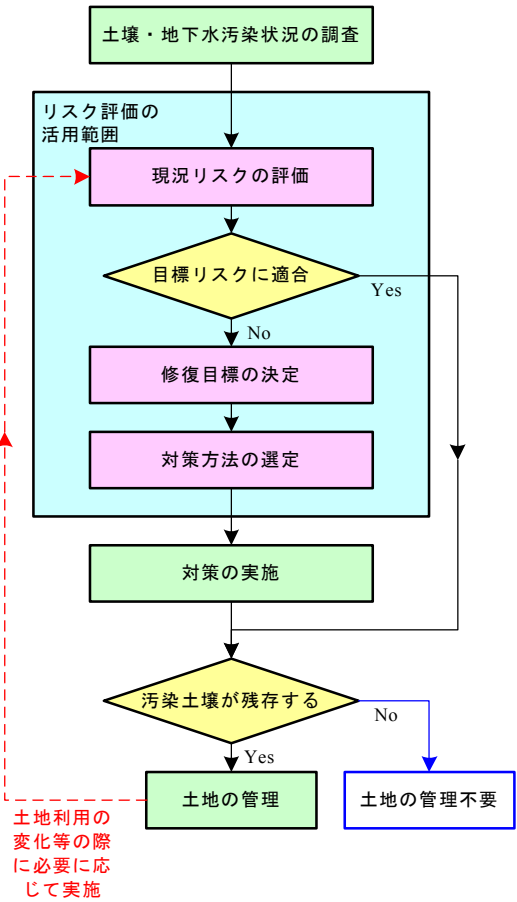 土壌・地下水汚染状況の調査
リスク評価の
活用範囲
現況リスクの評価
目標リスクに適合
Yes
No
修復目標の決定
対策方法の選定
対策の実施
汚染土壌が残存する
No
Yes
土地の管理
土地の管理不要
土地利用の
変化等の際
に必要に応
じて実施